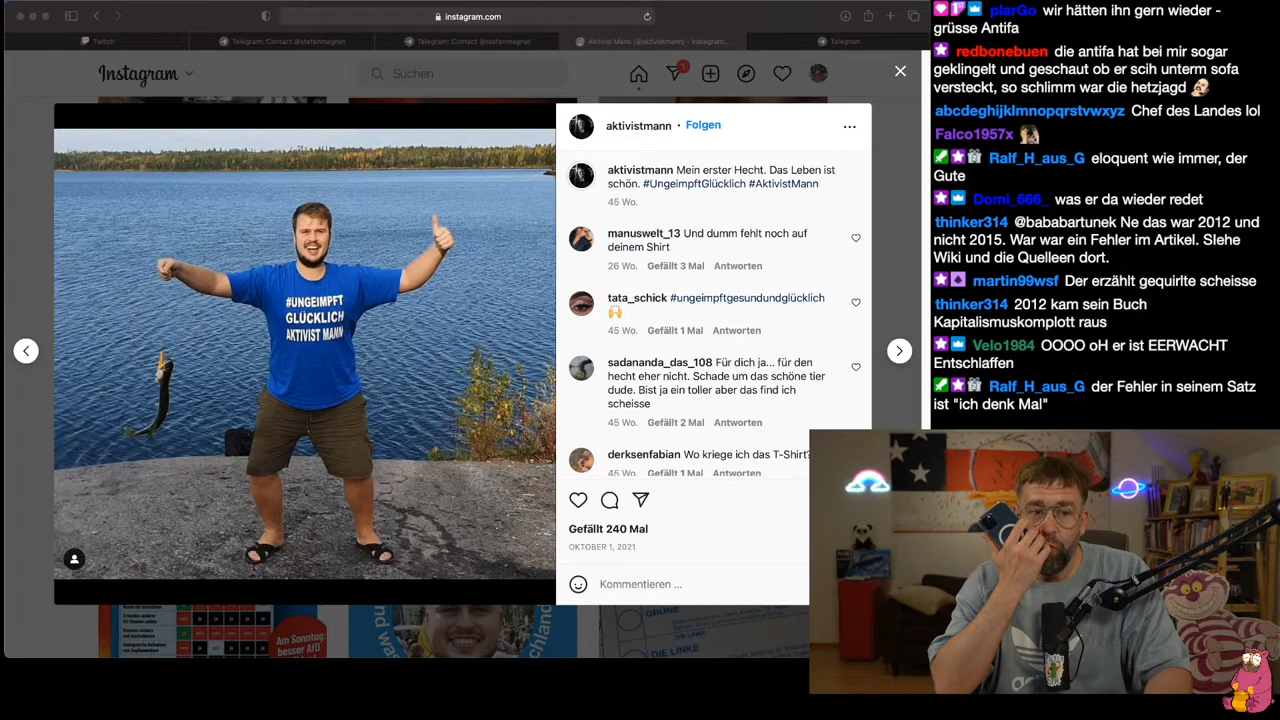 instagram.com
Twitch
Telegram: Contact @stefanmagnet
Telegram: Contact @stefanmagnet
Aktivist Mann (@aktivistmann) • Instagram...
Telegram
Instagram
Suchen
1
aktivistmann • Folgen
aktivistmann Mein erster Hecht. Das Leben ist
schön. #UngeimpftGlücklich #AktivistMann
45 Wo.
manuswelt_13 Und dumm fehlt noch auf
deinem Shirt
26 Wo. Gefällt 3 Mal Antworten
tata_schick #ungeimpftgesundundglücklich
🙌
45 Wo. Gefällt 1 Mal Antworten
sadananda_das_108 Für dich ja... für den
hecht eher nicht. Schade um das schöne tier
dude. Bist ja ein toller aber das find ich
scheisse
45 Wo. Gefällt 2 Mal Antworten
derksenfabian Wo kriege ich das T-Shirt?
45 Wo. Gefällt 1 Mal Antworten
Gefällt 240 Mal
OKTOBER 1, 2021
Kommentieren ...
#UNGEIMPFT
GLÜCKLICH
AKTIVIST MANN
Am Sonntag:
besser AfD
GRÜNE
DIE LINKE
DIE LINKE
plarGo wir hätten ihn gern wieder -
grüsse Antifa
redbonebuen die antifa hat bei mir sogar
geklingelt und geschaut ob er scih unterm sofa
versteckt, so schlimm war die hetzjagd
abcdeghijklmnopqrstvwxyz Chef des Landes lol
Falco1957x
Ralf_H_aus_G eloquent wie immer, der
Gute
Domi_666_ was er da wieder redet
thinker314 @bababartunek Ne das war 2012 und
nicht 2015. War war ein Fehler im Artikel. SIehe
Wiki und die Quelleen dort.
martin99wsf Der erzählt gequirlte scheisse
thinker314 2012 kam sein Buch
Kapitalismuskomplott raus
Velo1984 OOOO oH er ist EERWACHT
Entschlaffen
Ralf_H_aus_G der Fehler in seinem Satz
ist "ich denk Mal"